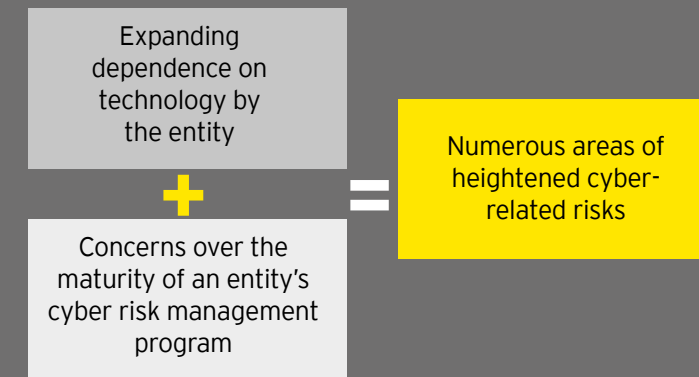 Expanding
dependence on
technology by
the entity
+
Concerns over the
maturity of an entity’s
cyber risk management
program
=
Numerous areas of
heightened cyber-
related risks